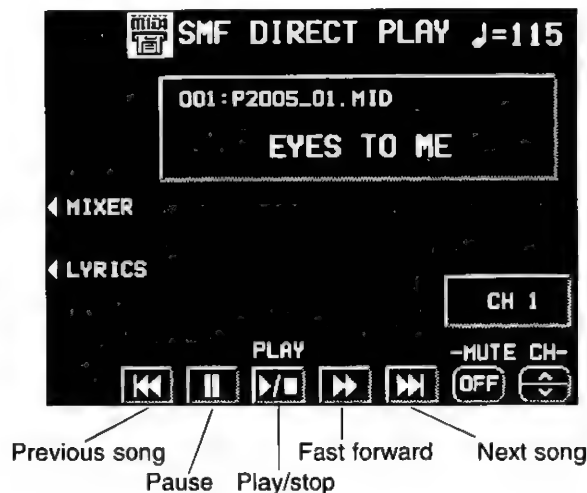 MIDI SMF DIRECT PLAY ♩=115
001:P2005_01.MID
EYES TO ME
MIXER
LYRICS
CH 1
PLAY
-MUTE CH-
▶/■
OFF
Previous song
Fast forward
Next song
Pause
Play/stop